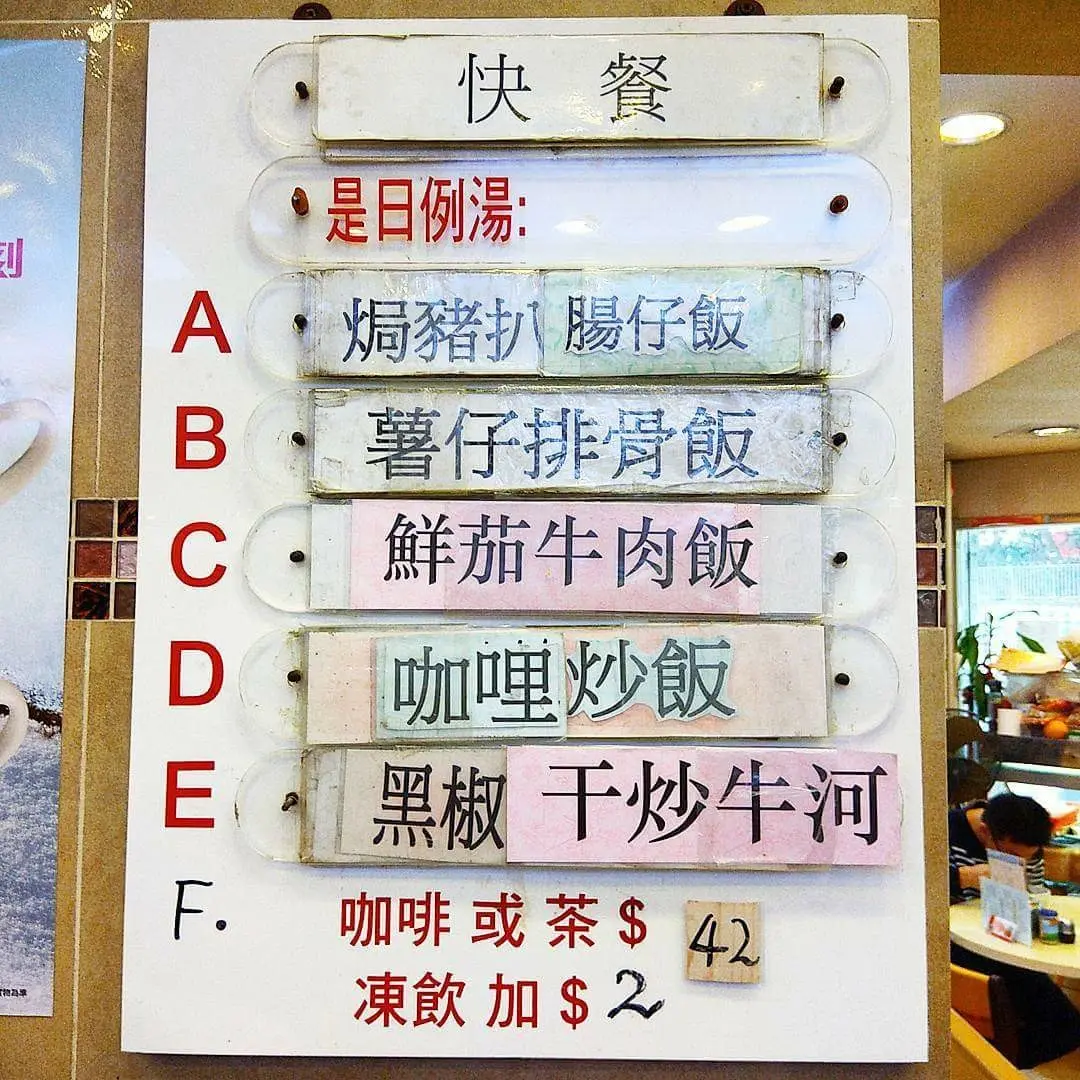 快 餐
是日例湯:
A 焗豬扒腸仔飯
B 薯仔排骨飯
C 鮮茄牛肉飯
D 咖哩炒飯
E 黑椒干炒牛河
F.
咖啡 或 茶 $ 42
凍飲 加 $ 2
刻